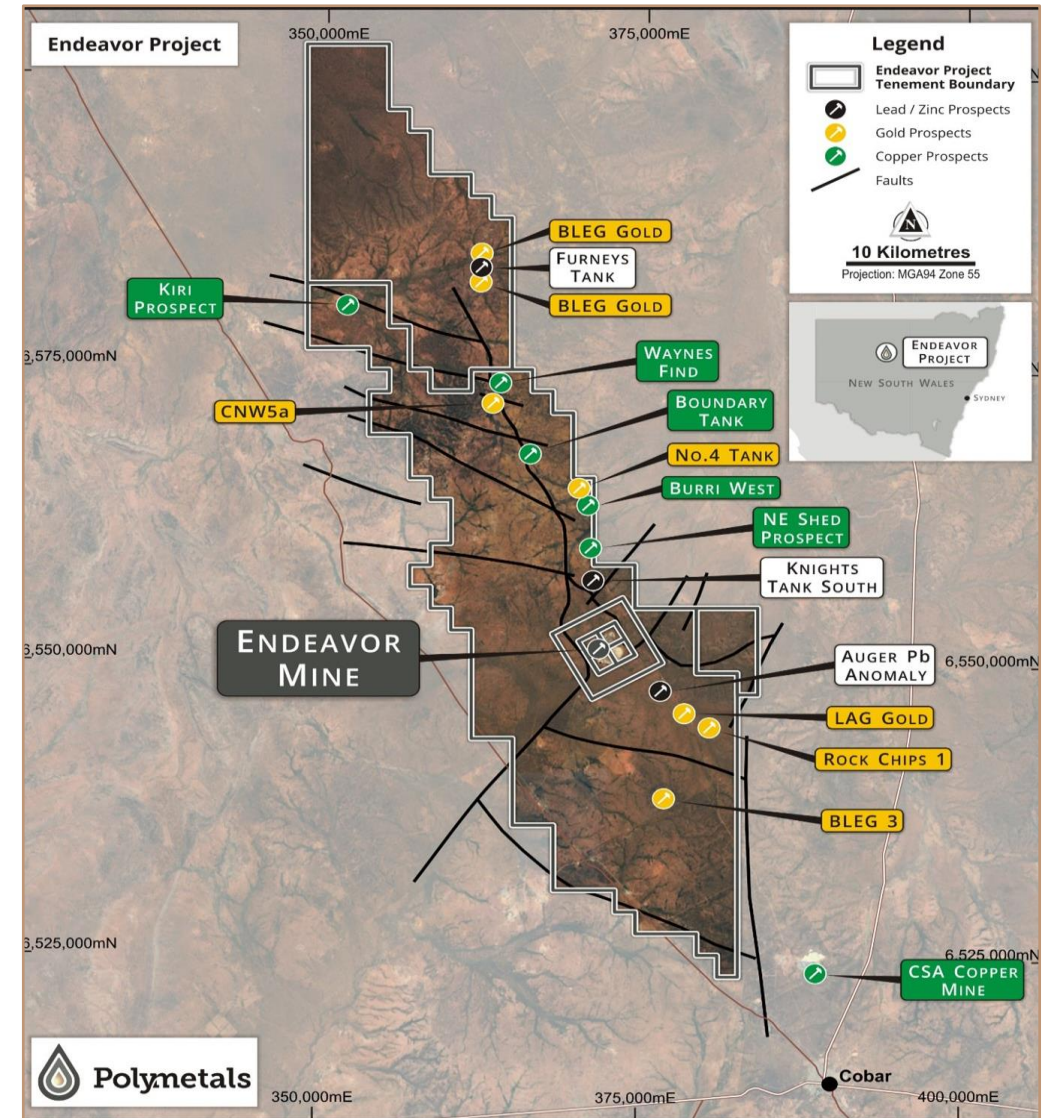 Endeavor Project
350,000mE
375,000mE
Legend
Endeavor Project
Tenement Boundary
Lead / Zinc Prospects
Gold Prospects
Copper Prospects
Faults
N
10 Kilometres
Projection: MGA94 Zone 55
Endeavor
Project
New South Wales
Sydney
BLEG Gold
Furneys
Tank
BLEG Gold
Kiri
Prospect
6,575,000mN
Waynes
Find
CNW5a
Boundary
Tank
No.4 Tank
Burri West
NE Shed
Prospect
Knights
Tank South
Endeavor
Mine
6,550,000mN
6,550,000mN
Auger Pb
Anomaly
LAG Gold
Rock Chips 1
BLEG 3
6,525,000mN
6,525,000mN
CSA Copper
Mine
Polymetals
Cobar
350,000mE
375,000mE
400,000mE